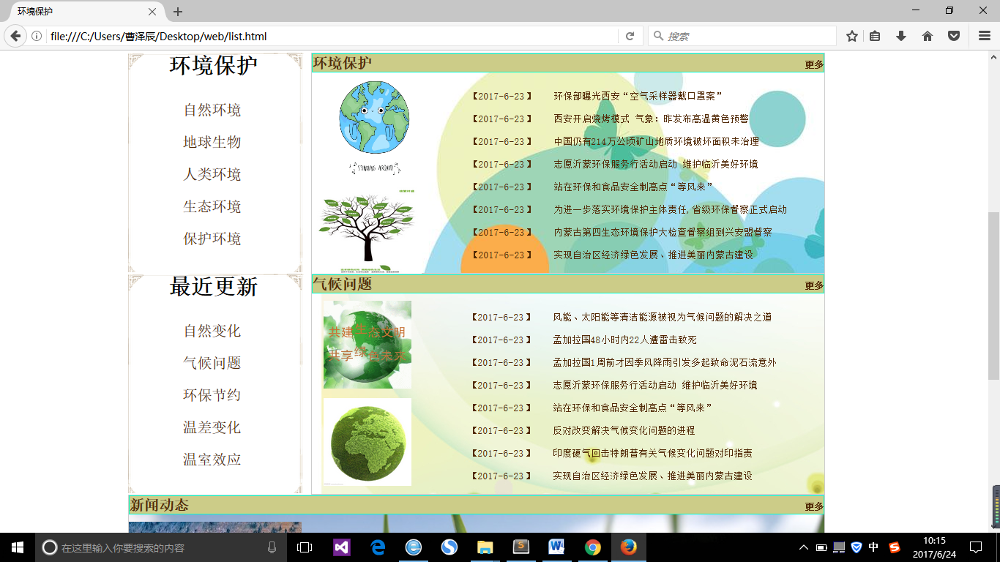 环境保护
file:///C:/Users/曹泽辰/Desktop/web/list.html
搜索
环境保护
自然环境
地球生物
人类环境
生态环境
保护环境
最近更新
自然变化
气候问题
环保节约
温差变化
温室效应
环境保护 更多
SPINNING AROUND
【2017-6-23】 环保部曝光西安“空气采样器戴口罩案”
【2017-6-23】 西安开启烧烤模式 气象：昨发布高温黄色预警
【2017-6-23】 中国仍有214万公顷矿山地质环境破坏面积未治理
【2017-6-23】 志愿沂蒙环保服务行活动启动 维护临沂美好环境
【2017-6-23】 站在环保和食品安全制高点“等风来”
【2017-6-23】 为进一步落实环境保护主体责任,省级环保督察正式启动
【2017-6-23】 内蒙古第四生态环境保护大检查督察组到兴安盟督察
【2017-6-23】 实现自治区经济绿色发展、推进美丽内蒙古建设
气候问题 更多
共建生态文明
共享绿色未来
【2017-6-23】 风能、太阳能等清洁能源被视为气候问题的解决之道
【2017-6-23】 孟加拉国48小时内22人遭雷击致死
【2017-6-23】 孟加拉国1周前才因季风降雨引发多起致命泥石流意外
【2017-6-23】 志愿沂蒙环保服务行活动启动 维护临沂美好环境
【2017-6-23】 站在环保和食品安全制高点“等风来”
【2017-6-23】 反对改变解决气候变化问题的进程
【2017-6-23】 印度硬气回击特朗普有关气候变化问题对印指责
【2017-6-23】 实现自治区经济绿色发展、推进美丽内蒙古建设
新闻动态 更多
在这里输入你要搜索的内容
中
10:15
2017/6/24